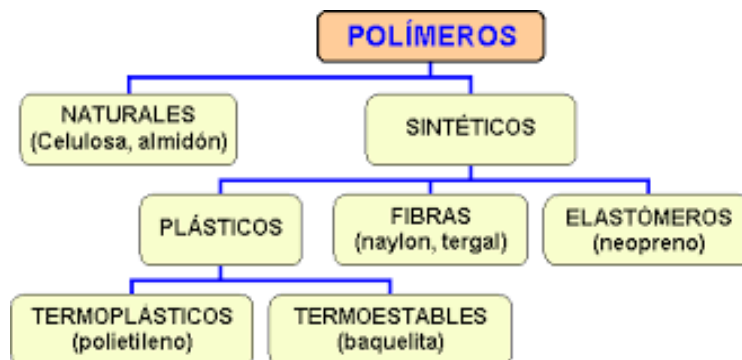 POLÍMEROS
NATURALES
(Celulosa, almidón)
SINTÉTICOS
PLÁSTICOS
FIBRAS
(naylon, tergal)
ELASTÓMEROS
(neopreno)
TERMOPLÁSTICOS
(polietileno)
TERMOESTABLES
(baquelita)